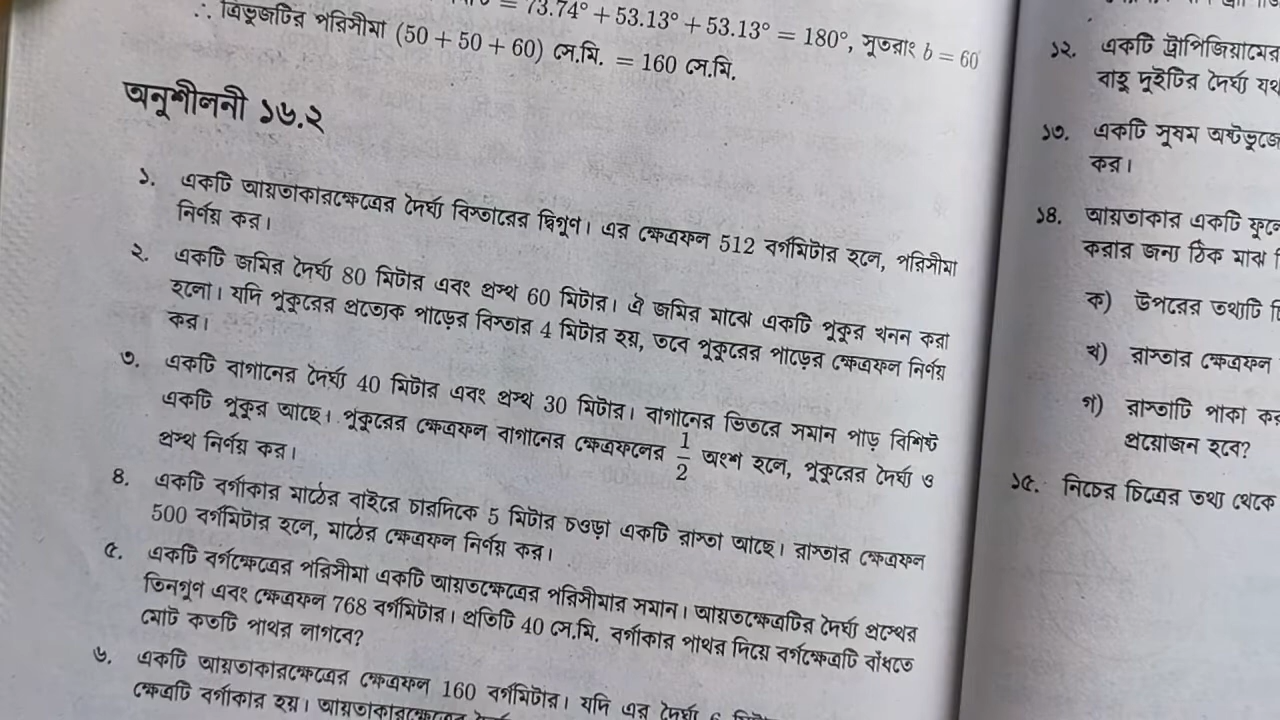 = 73.74° + 53.13° + 53.13° = 180°, সুতরাং b = 60
∴ ত্রিভুজটির পরিসীমা (50 + 50 + 60) সে.মি. = 160 সে.মি.
অনুশীলনী ১৬.২
১. একটি আয়তাকারক্ষেত্রের দৈর্ঘ্য বিস্তারের দ্বিগুণ। এর ক্ষেত্রফল 512 বর্গমিটার হলে, পরিসীমা
নির্ণয় কর।
২. একটি জমির দৈর্ঘ্য 80 মিটার এবং প্রস্থ 60 মিটার। ঐ জমির মাঝে একটি পুকুর খনন করা
হলো। যদি পুকুরের প্রত্যেক পাড়ের বিস্তার 4 মিটার হয়, তবে পুকুরের পাড়ের ক্ষেত্রফল নির্ণয়
কর।
৩. একটি বাগানের দৈর্ঘ্য 40 মিটার এবং প্রস্থ 30 মিটার। বাগানের ভিতরে সমান পাড় বিশিষ্ট
একটি পুকুর আছে। পুকুরের ক্ষেত্রফল বাগানের ক্ষেত্রফলের 1/2 অংশ হলে, পুকুরের দৈর্ঘ্য ও
প্রস্থ নির্ণয় কর।
৪. একটি বর্গাকার মাঠের বাইরে চারদিকে 5 মিটার চওড়া একটি রাস্তা আছে। রাস্তার ক্ষেত্রফল
500 বর্গমিটার হলে, মাঠের ক্ষেত্রফল নির্ণয় কর।
৫. একটি বর্গক্ষেত্রের পরিসীমা একটি আয়তক্ষেত্রের পরিসীমার সমান। আয়তক্ষেত্রটির দৈর্ঘ্য প্রস্থের
তিনগুণ এবং ক্ষেত্রফল 768 বর্গমিটার। প্রতিটি 40 সে.মি. বর্গাকার পাথর দিয়ে বর্গক্ষেত্রটি বাঁধতে
মোট কতটি পাথর লাগবে?
৬. একটি আয়তাকারক্ষেত্রের ক্ষেত্রফল 160 বর্গমিটার। যদি এর দৈর্ঘ্য 6
ক্ষেত্রটি বর্গাকার হয়। আয়তাকারক্ষেত্রের
১২. একটি ট্রাপিজিয়ামের
বাহু দুইটির দৈর্ঘ্য যথ
১৩. একটি সুষম অষ্টভুজে
কর।
১৪. আয়তাকার একটি ফুলে
করার জন্য ঠিক মাঝ
ক) উপরের তথ্যটি
খ) রাস্তার ক্ষেত্রফল
গ) রাস্তাটি পাকা কর
প্রয়োজন হবে?
১৫. নিচের চিত্রের তথ্য থেকে